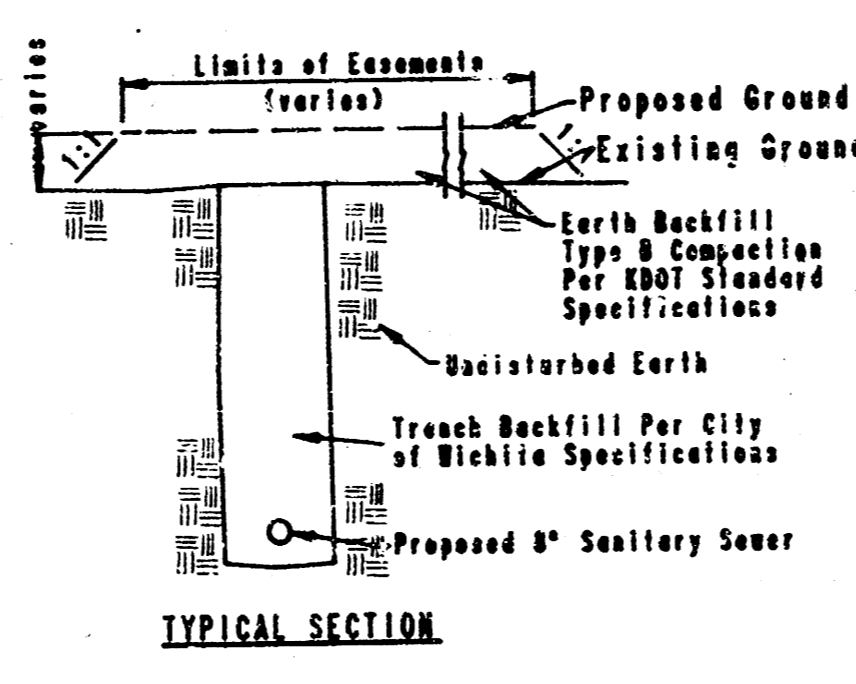 varies
Limits of Easements
(varies)
Proposed Ground
1:1
1:
Existing Ground
Earth Backfill
Type B Compaction
Per KDOT Standard
Specifications
Undisturbed Earth
Trench Backfill Per City
of Wichita Specifications
Proposed 8" Sanitary Sewer
TYPICAL SECTION